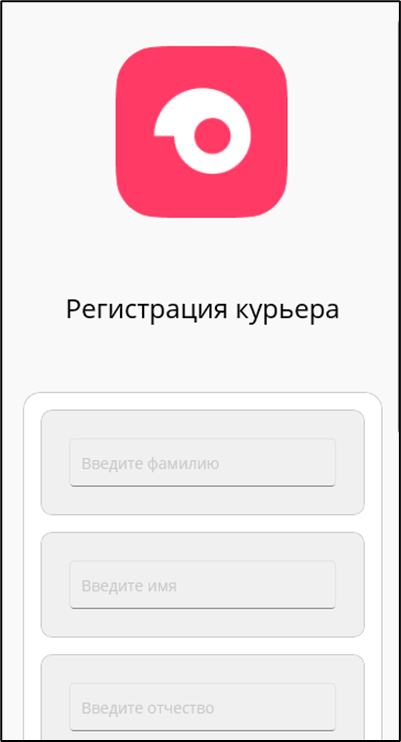 Регистрация курьера
Введите фамилию
Введите имя
Введите отчество